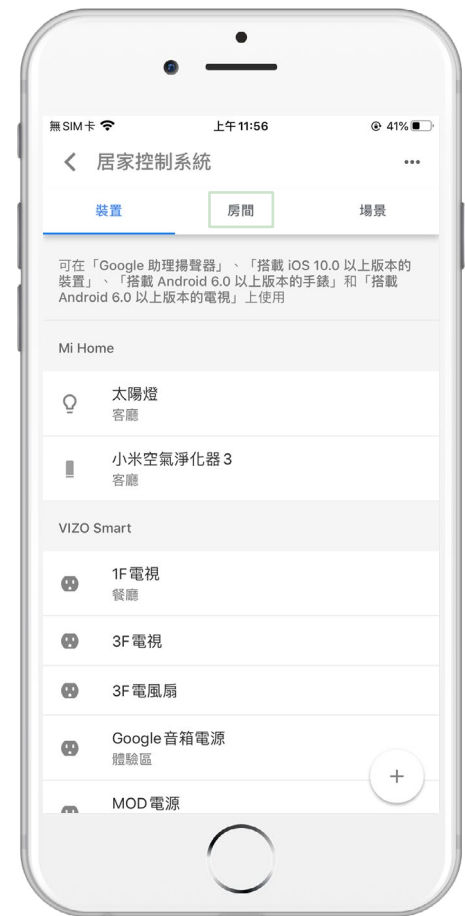 無SIM卡 上午11:56 41%
居家控制系統
裝置 房間 場景
可在「Google 助理揚聲器」、「搭載 iOS 10.0 以上版本的
裝置」、「搭載 Android 6.0 以上版本的手錶」和「搭載
Android 6.0 以上版本的電視」上使用
Mi Home
太陽燈
客廳
小米空氣淨化器3
客廳
VIZO Smart
1F電視
餐廳
3F電視
3F電風扇
Google音箱電源
體驗區
MOD電源